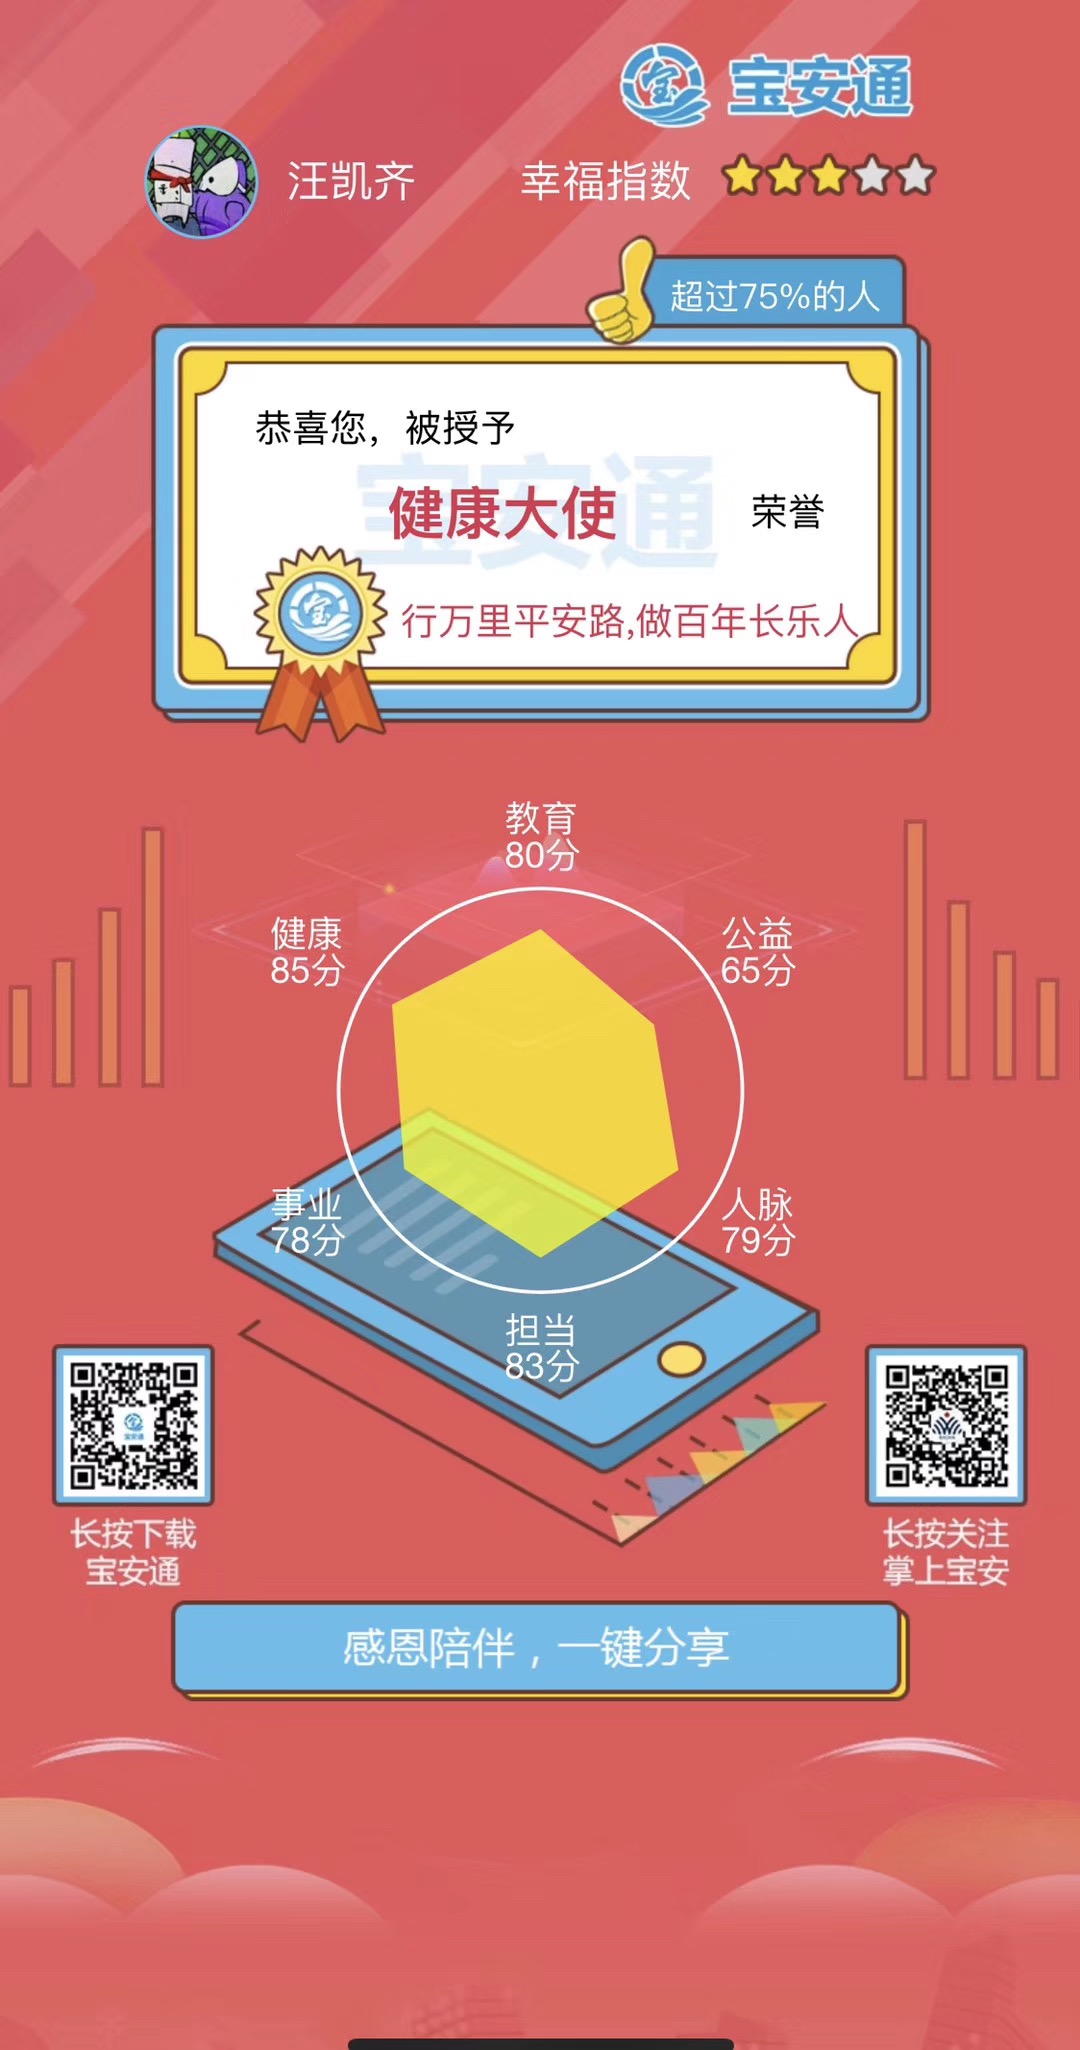 宝安通
汪凯齐
幸福指数
超过75%的人
恭喜您，被授予
宝安通
健康大使
荣誉
行万里平安路,做百年长乐人
教育
80分
健康
85分
公益
65分
事业
78分
人脉
79分
担当
83分
长按下载
宝安通
长按关注
掌上宝安
感恩陪伴，一键分享